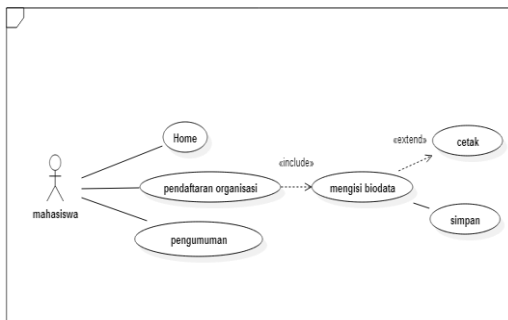 Home
«include»
«extend»
cetak
pendaftaran organisasi
mengisi biodata
mahasiswa
simpan
pengumuman